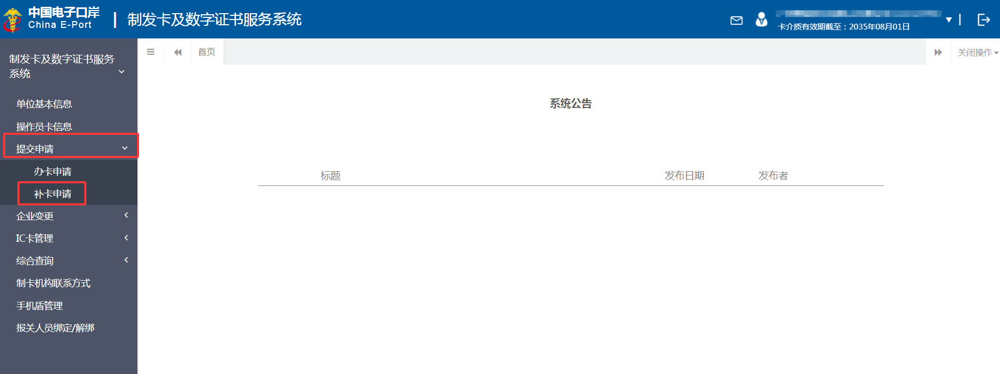 中国电子口岸
China E-Port
制发卡及数字证书服务系统
卡介质有效期截至：2035年08月01日
首页
关闭操作
制发卡及数字证书服务
系统
单位基本信息
操作员卡信息
提交申请
办卡申请
补卡申请
企业变更
IC卡管理
综合查询
制卡机构联系方式
手机盾管理
报关人员绑定/解绑
系统公告
标题 发布日期 发布者